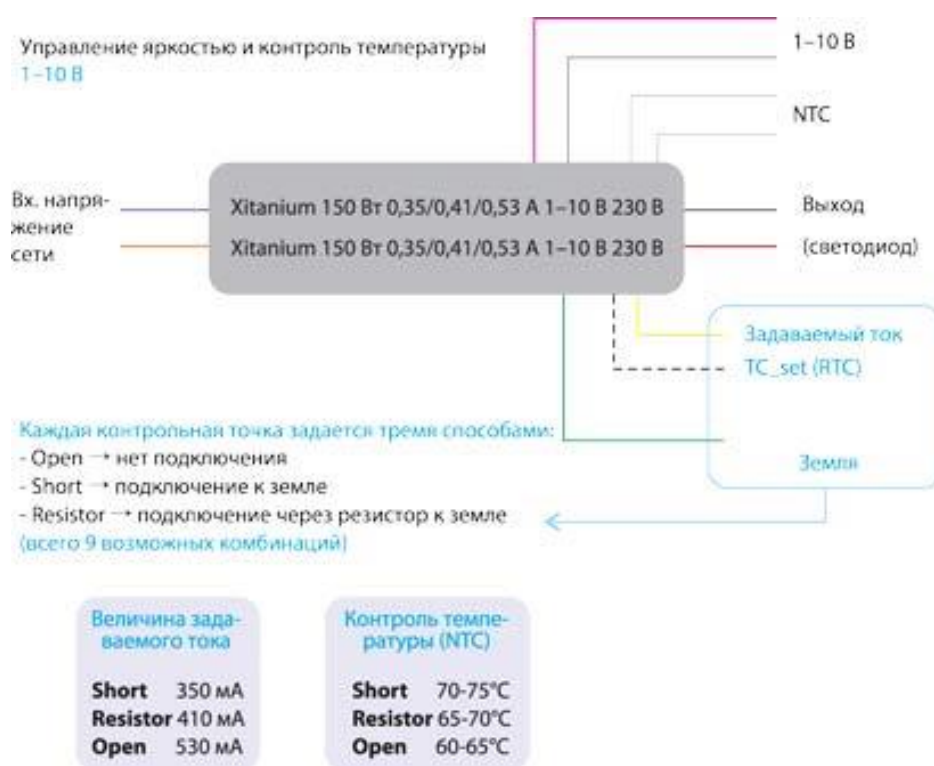 Управление яркостью и контроль температуры
1–10 В
1–10 В
NTC
Вх. напря-
жение
сети
Xitanium 150 Вт 0,35/0,41/0,53 А 1–10 В 230 В
Xitanium 150 Вт 0,35/0,41/0,53 А 1–10 В 230 В
Выход
(светодиод)
Задаваемый ток
TC_set (RTC)
Земля
Каждая контрольная точка задается тремя способами:
- Open → нет подключения
- Short → подключение к земле
- Resistor → подключение через резистор к земле
(всего 9 возможных комбинаций)
Величина зада-
ваемого тока
Short 350 мА
Resistor 410 мА
Open 530 мА
Контроль темпе-
ратуры (NTC)
Short 70-75°C
Resistor 65-70°C
Open 60-65°C